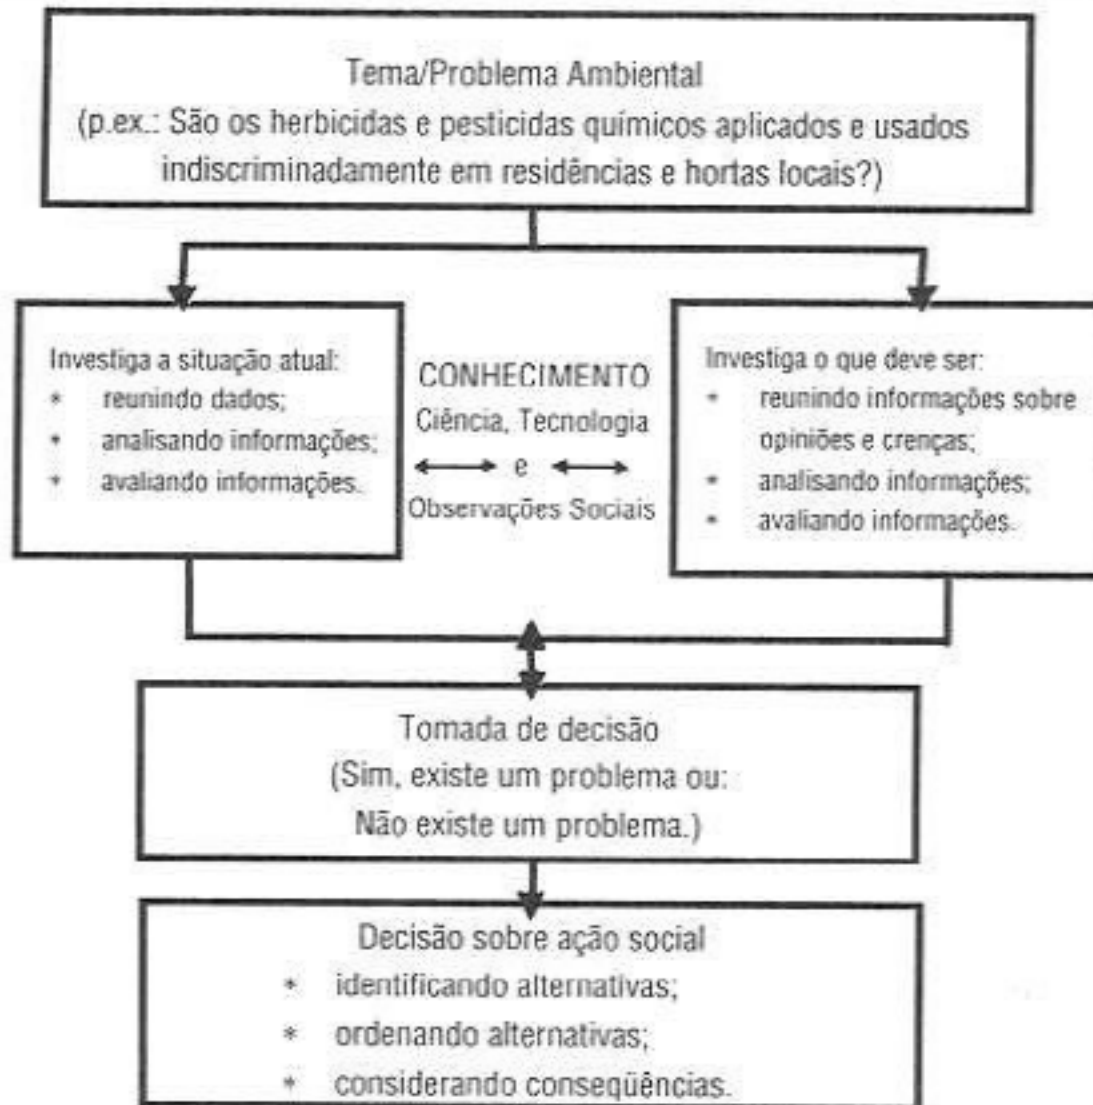 Tema/Problema Ambiental
(p.ex.: São os herbicidas e pesticidas químicos aplicados e usados
indiscriminadamente em residências e hortas locais?)
Investiga a situação atual:
* reunindo dados;
* analisando informações;
* avaliando informações.
CONHECIMENTO
Ciência, Tecnologia
e
Observações Sociais
Investiga o que deve ser:
* reunindo informações sobre
opiniões e crenças;
* analisando informações;
* avaliando informações.
Tomada de decisão
(Sim, existe um problema ou:
Não existe um problema.)
Decisão sobre ação social
* identificando alternativas;
* ordenando alternativas;
* considerando conseqüências.